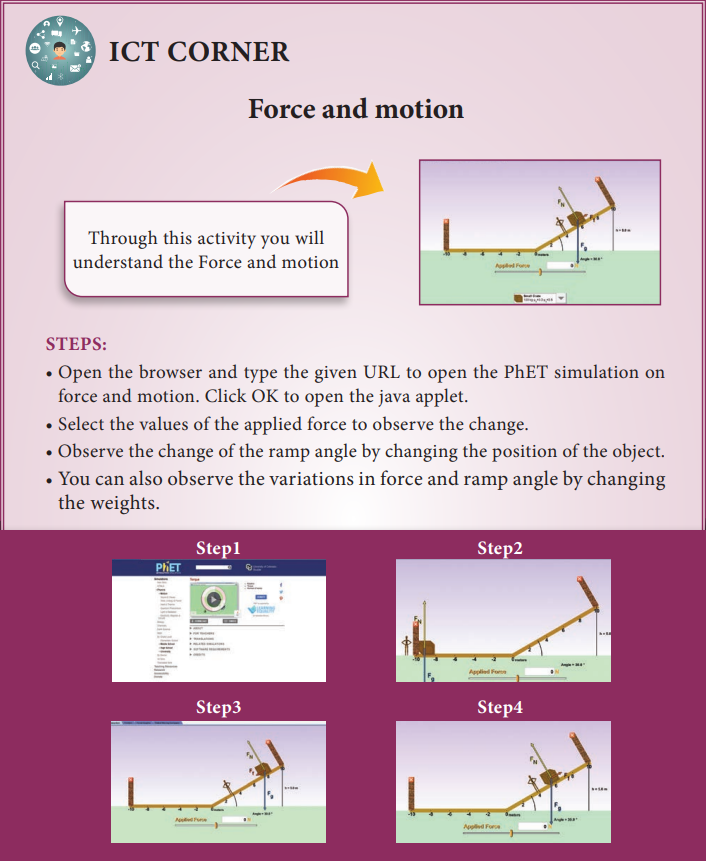 ICT CORNER
Force and motion
Through this activity you will
understand the Force and motion
STEPS:
• Open the browser and type the given URL to open the PhET simulation on
force and motion. Click OK to open the java applet.
• Select the values of the applied force to observe the change.
• Observe the change of the ramp angle by changing the position of the object.
• You can also observe the variations in force and ramp angle by changing
the weights.
Step1
Step2
PhET
Applied Force
Step3
Step4
Applied Force
Applied Force